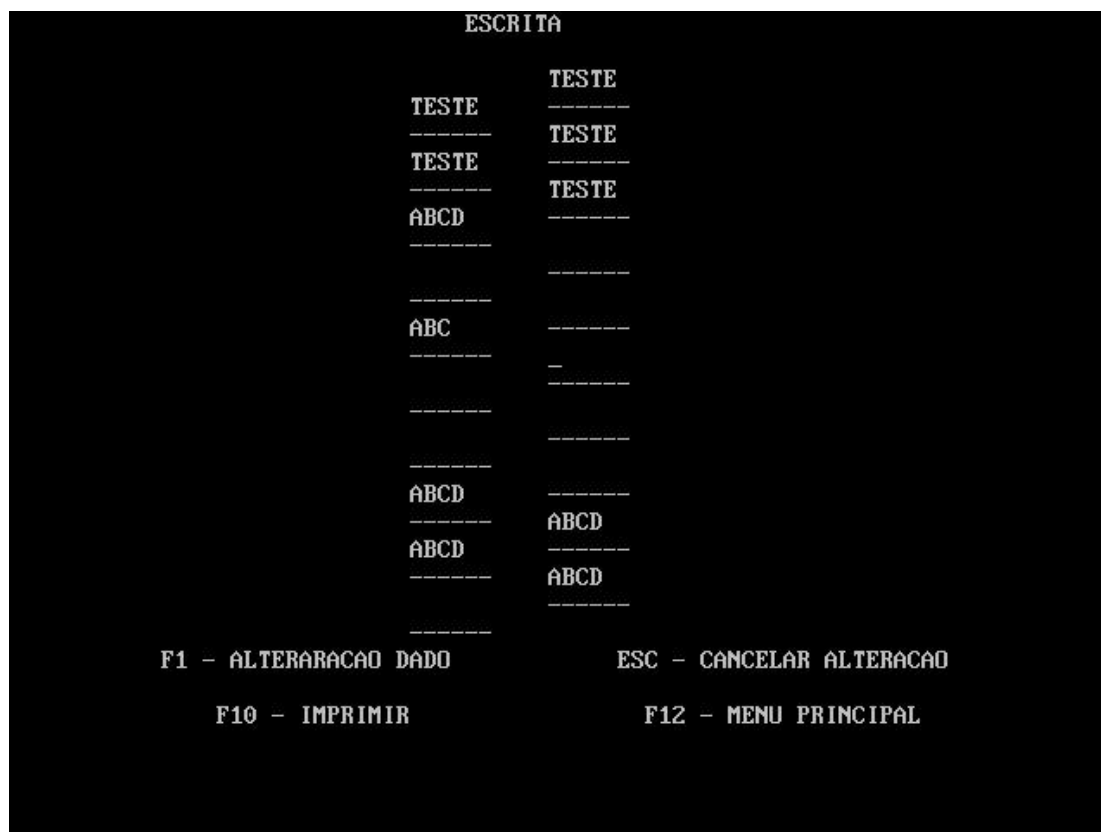 ESCRITA
TESTE
TESTE ------
------ TESTE
TESTE ------
------ TESTE
ABCD ------
------
------
------
ABC ------
------ _
------
------
------
------
ABCD ------
------ ABCD
ABCD ------
------ ABCD
------
------
F1 - ALTERARACAO DADO ESC - CANCELAR ALTERACAO
F10 - IMPRIMIR F12 - MENU PRINCIPAL